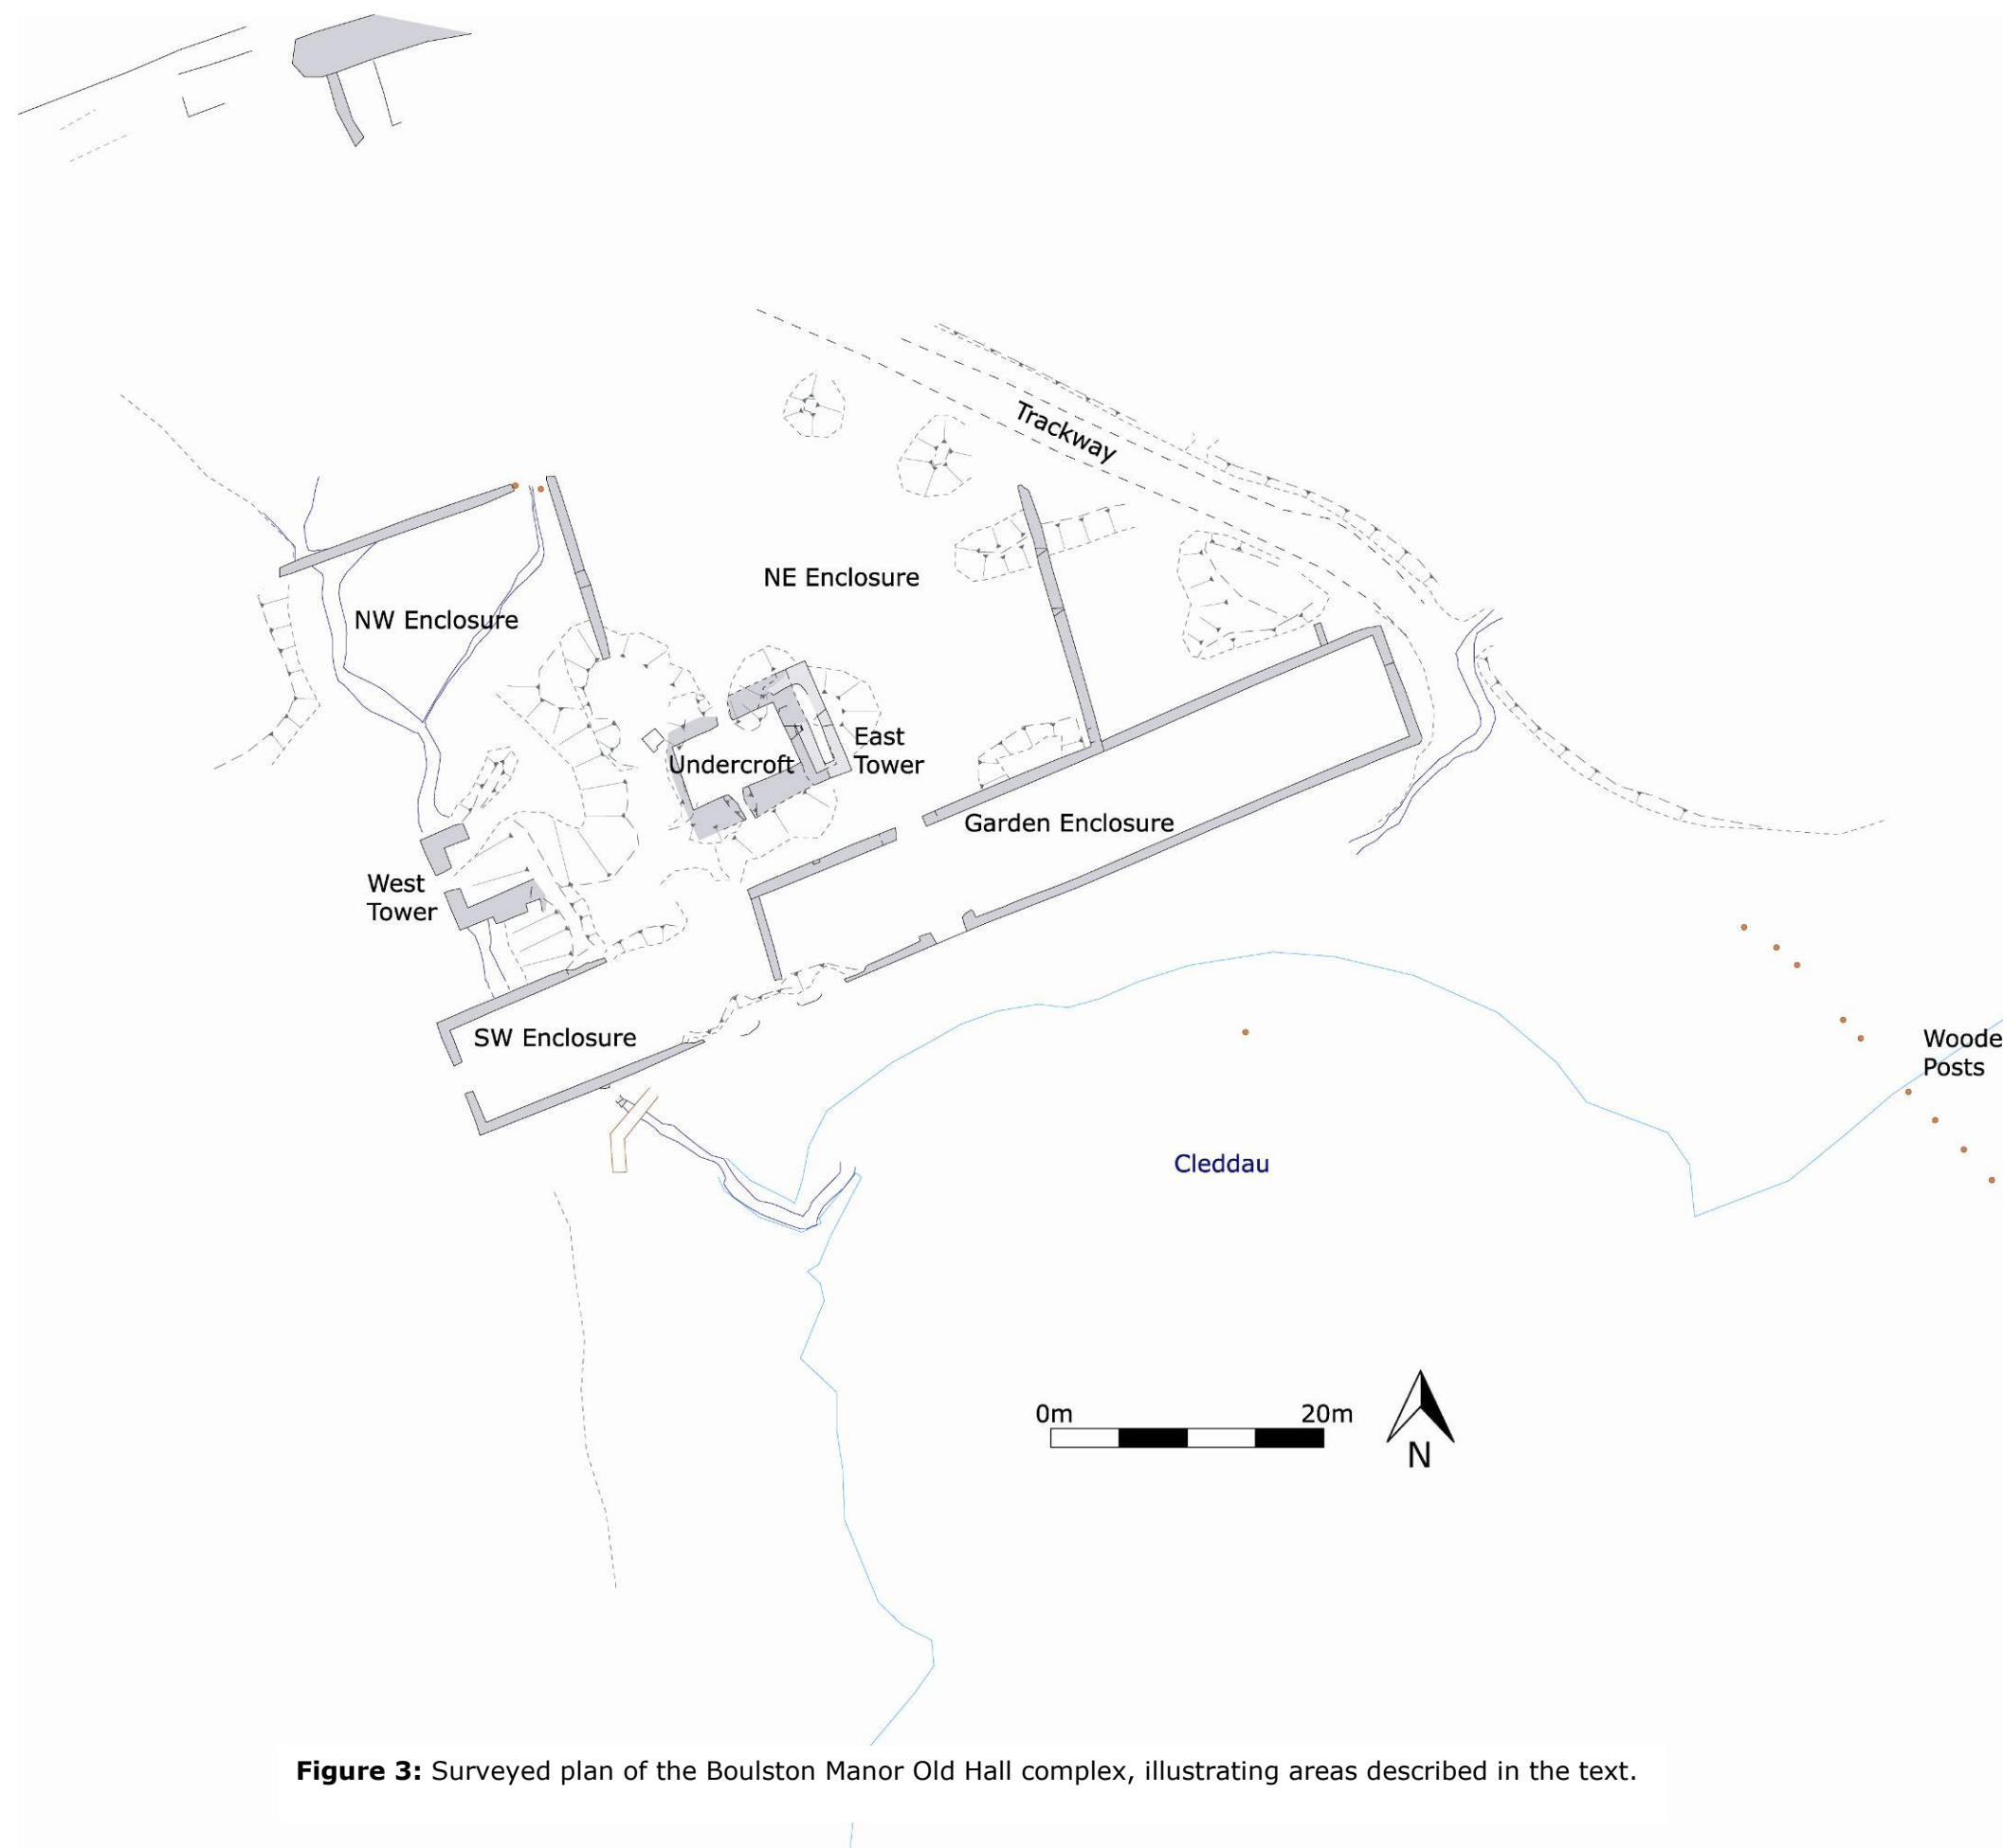 Trackway
NE Enclosure
NW Enclosure
East
Tower
Undercroft
Garden Enclosure
West
Tower
SW Enclosure
Woode
Posts
Cleddau
0m 20m
N
Figure 3: Surveyed plan of the Boulston Manor Old Hall complex, illustrating areas described in the text.